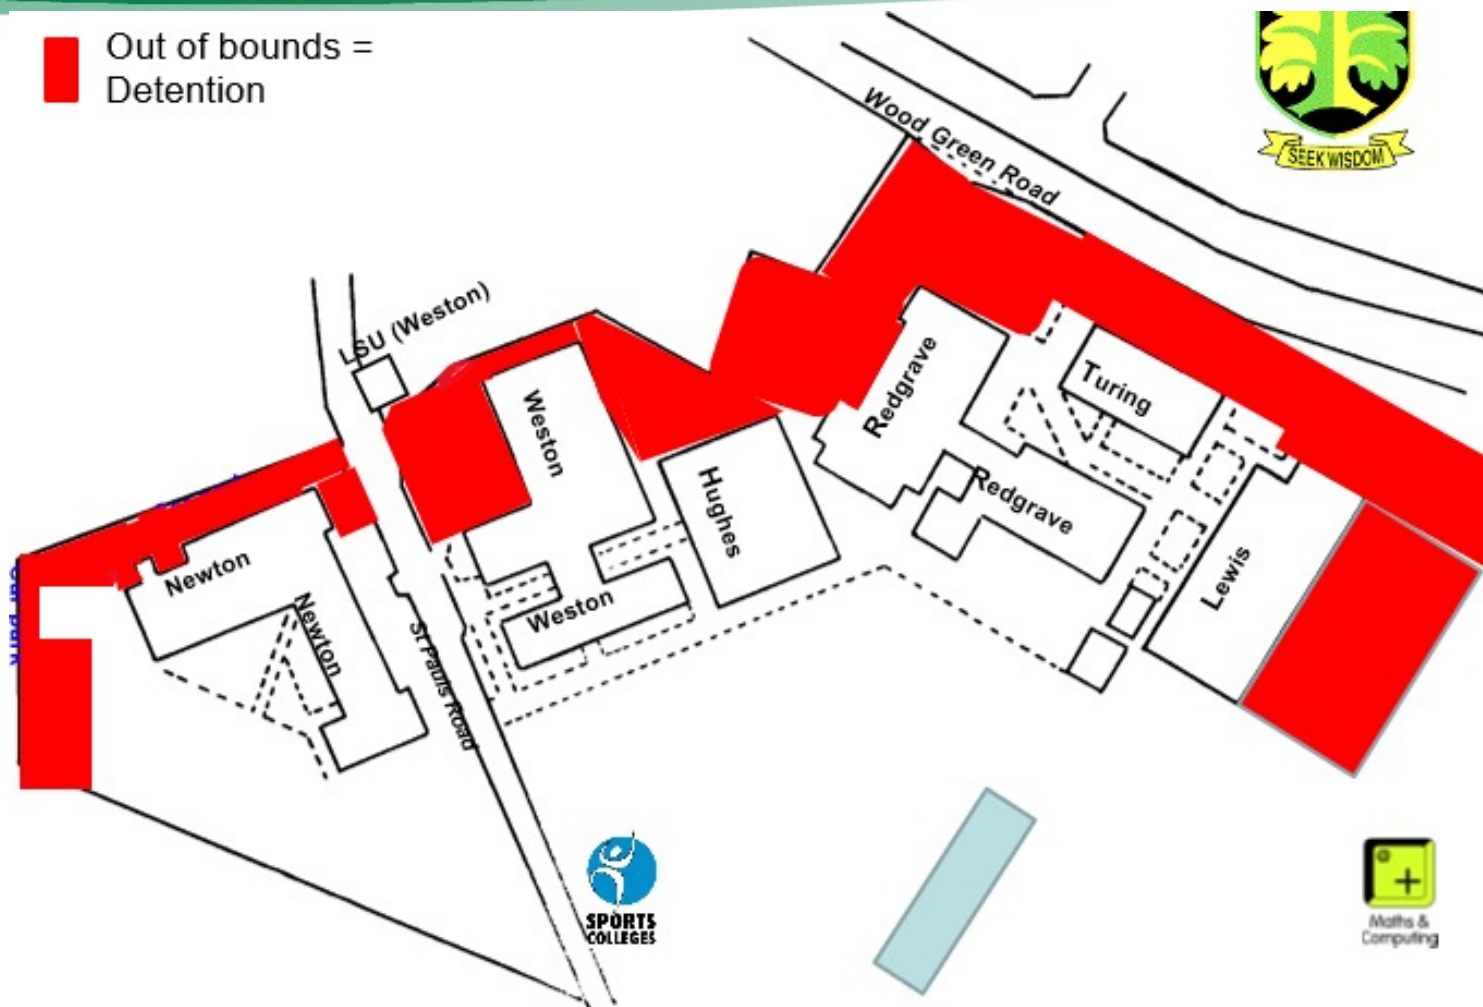 Out of bounds =
Detention
SEEK WISDOM
Wood Green Road
LSU (Weston)
Weston
Redgrave
Turing
Hughes
Redgrave
Newton
Newton
Weston
Lewis
St Pauls Road
SPORTS
COLLEGES
Maths &
Computing